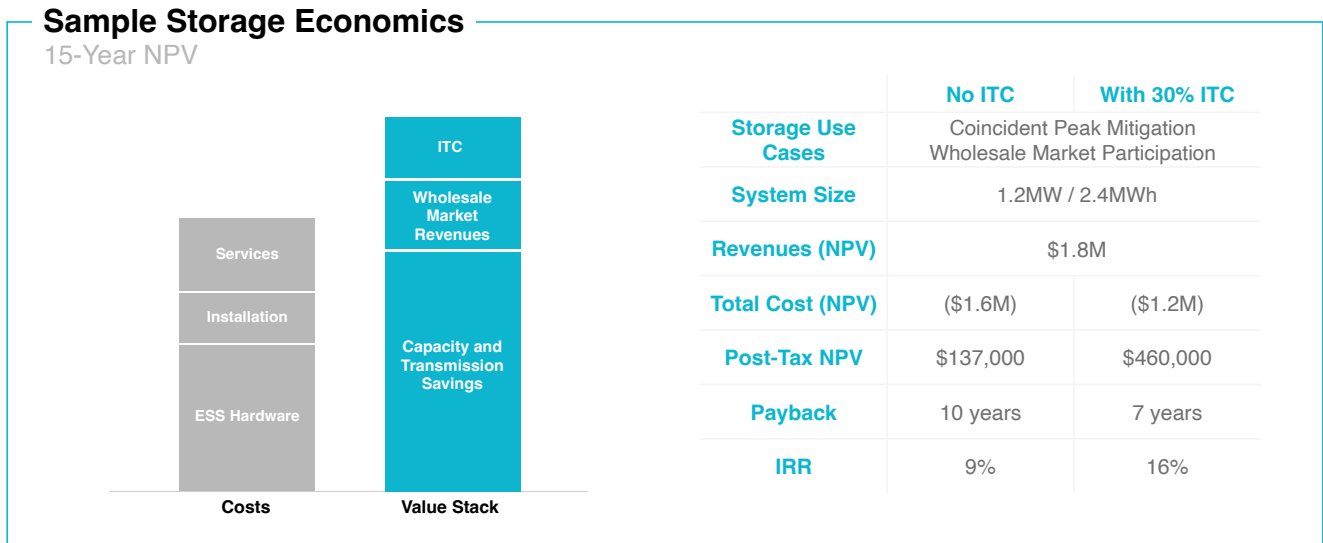 Sample Storage Economics
15-Year NPV
ITC
Wholesale
Market
Revenues
Capacity and
Transmission
Savings
Services
Installation
ESS Hardware
Costs
Value Stack
No ITC
With 30% ITC
Storage Use
Cases
Coincident Peak Mitigation
Wholesale Market Participation
System Size
1.2MW / 2.4MWh
Revenues (NPV)
$1.8M
Total Cost (NPV)
($1.6M)
($1.2M)
Post-Tax NPV
$137,000
$460,000
Payback
10 years
7 years
IRR
9%
16%